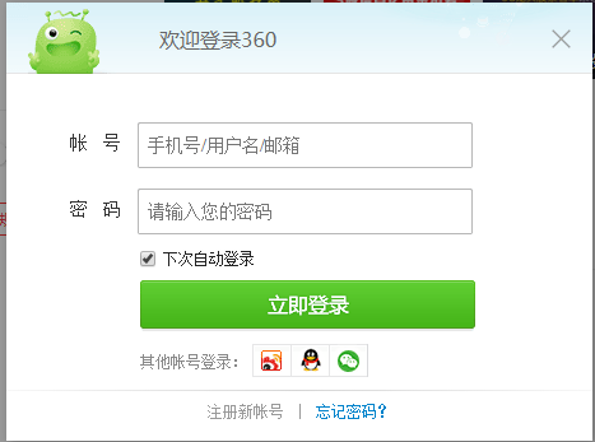 欢迎登录360
帐 号 手机号/用户名/邮箱
密 码 请输入您的密码
下次自动登录
立即登录
其他帐号登录:
注册新帐号 | 忘记密码?